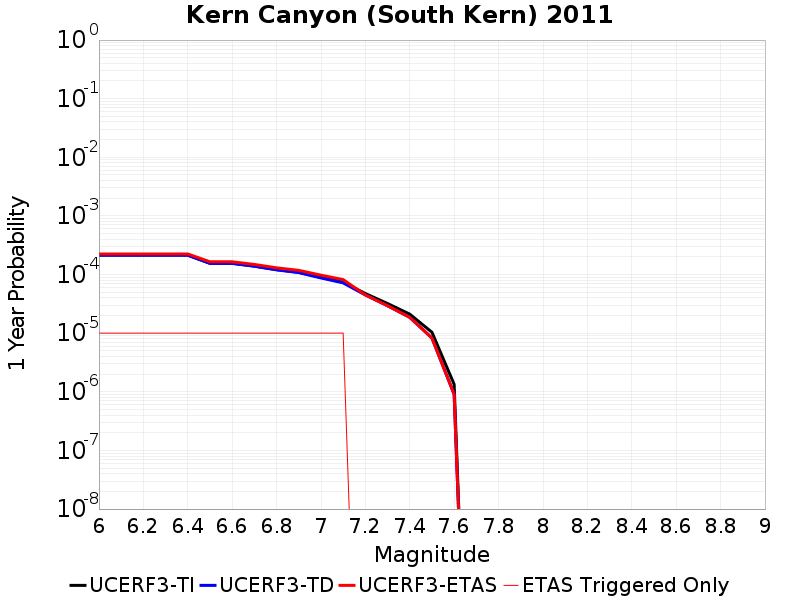 Kern Canyon (South Kern) 2011
10^0
10^-1
10^-2
10^-3
10^-4
10^-5
10^-6
10^-7
10^-8
1 Year Probability
6 6.2 6.4 6.6 6.8 7 7.2 7.4 7.6 7.8 8 8.2 8.4 8.6 8.8 9
Magnitude
UCERF3-TI UCERF3-TD UCERF3-ETAS ETAS Triggered Only